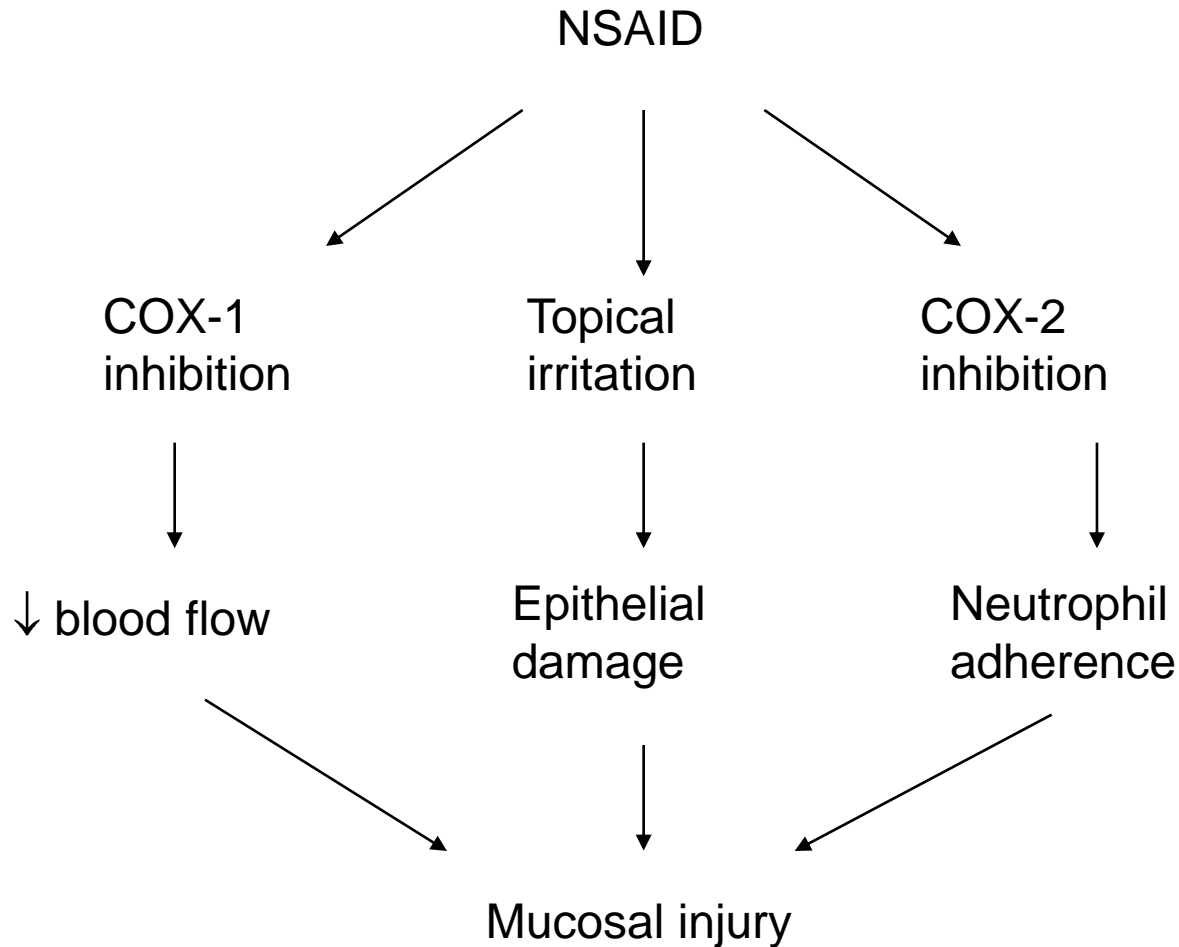 NSAID
COX-1
inhibition
Topical
irritation
COX-2
inhibition
↓ blood flow
Epithelial
damage
Neutrophil
adherence
Mucosal injury